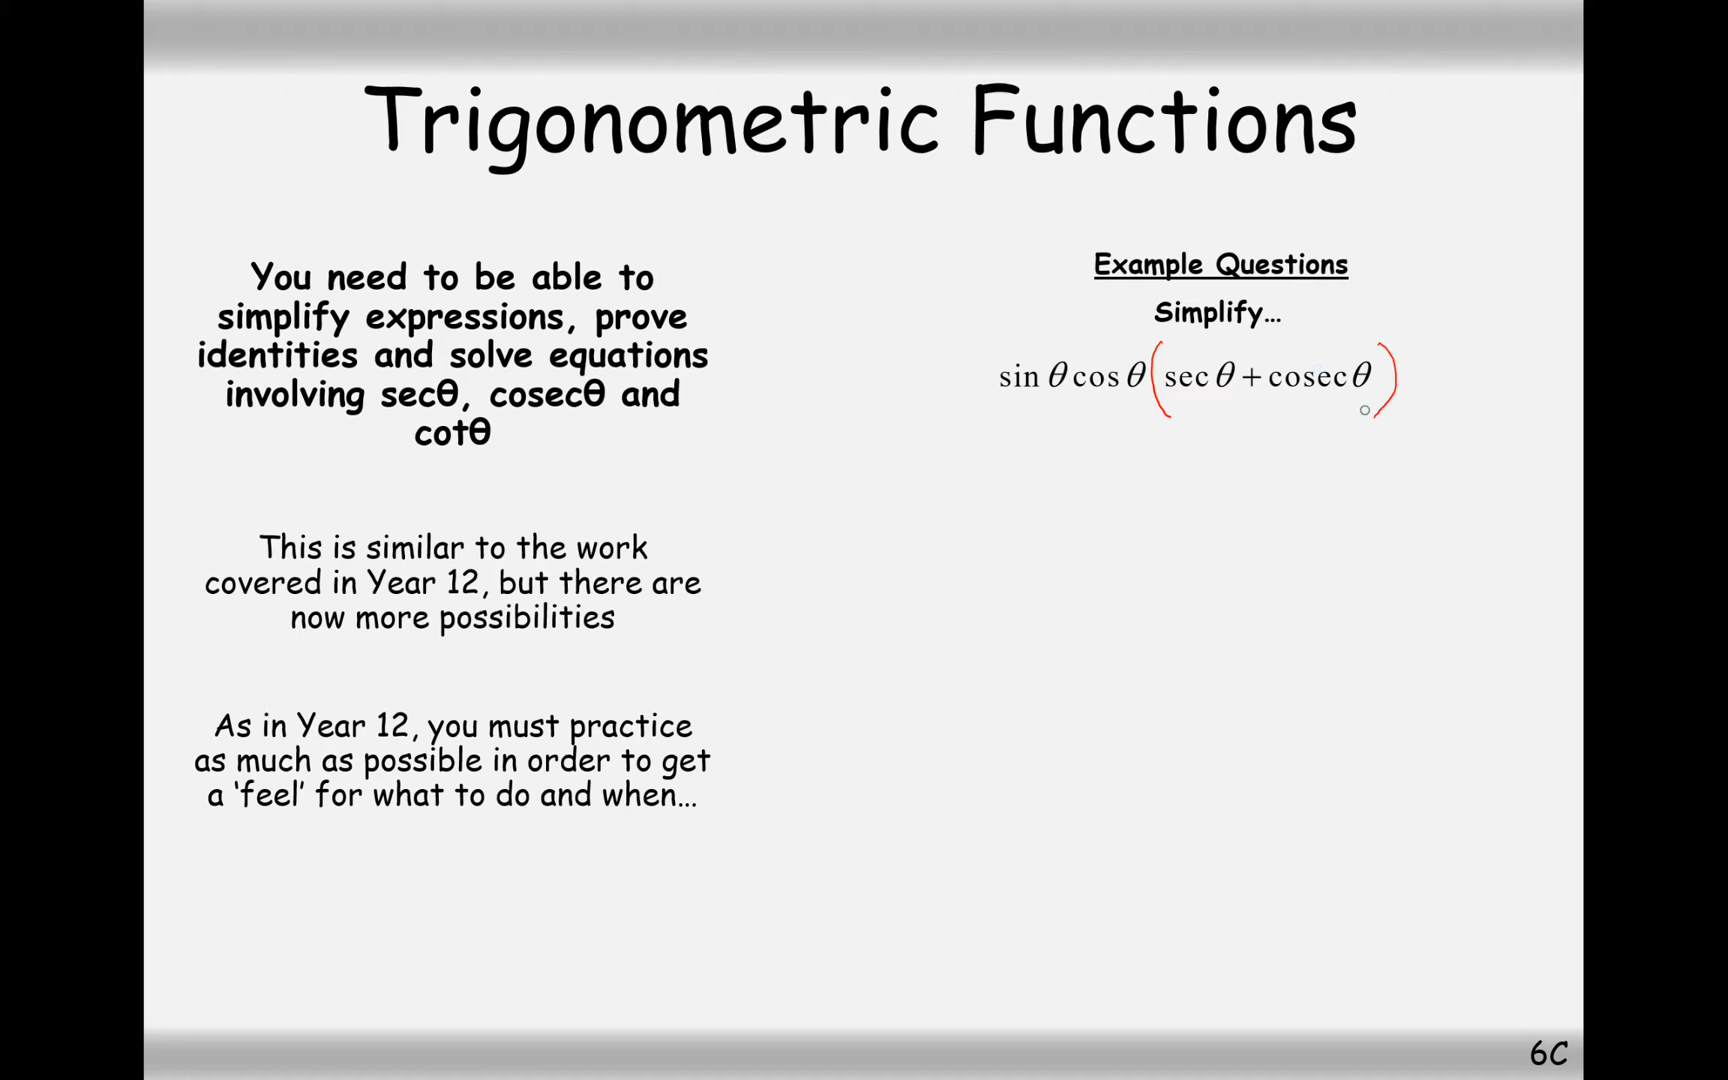 Trigonometric Functions
You need to be able to
simplify expressions, prove
identities and solve equations
involving secθ, cosecθ and
cotθ
This is similar to the work
covered in Year 12, but there are
now more possibilities
As in Year 12, you must practice
as much as possible in order to get
a ‘feel’ for what to do and when…
Example Questions
Simplify…
sin θ cos θ(sec θ + cosec θ)
6C